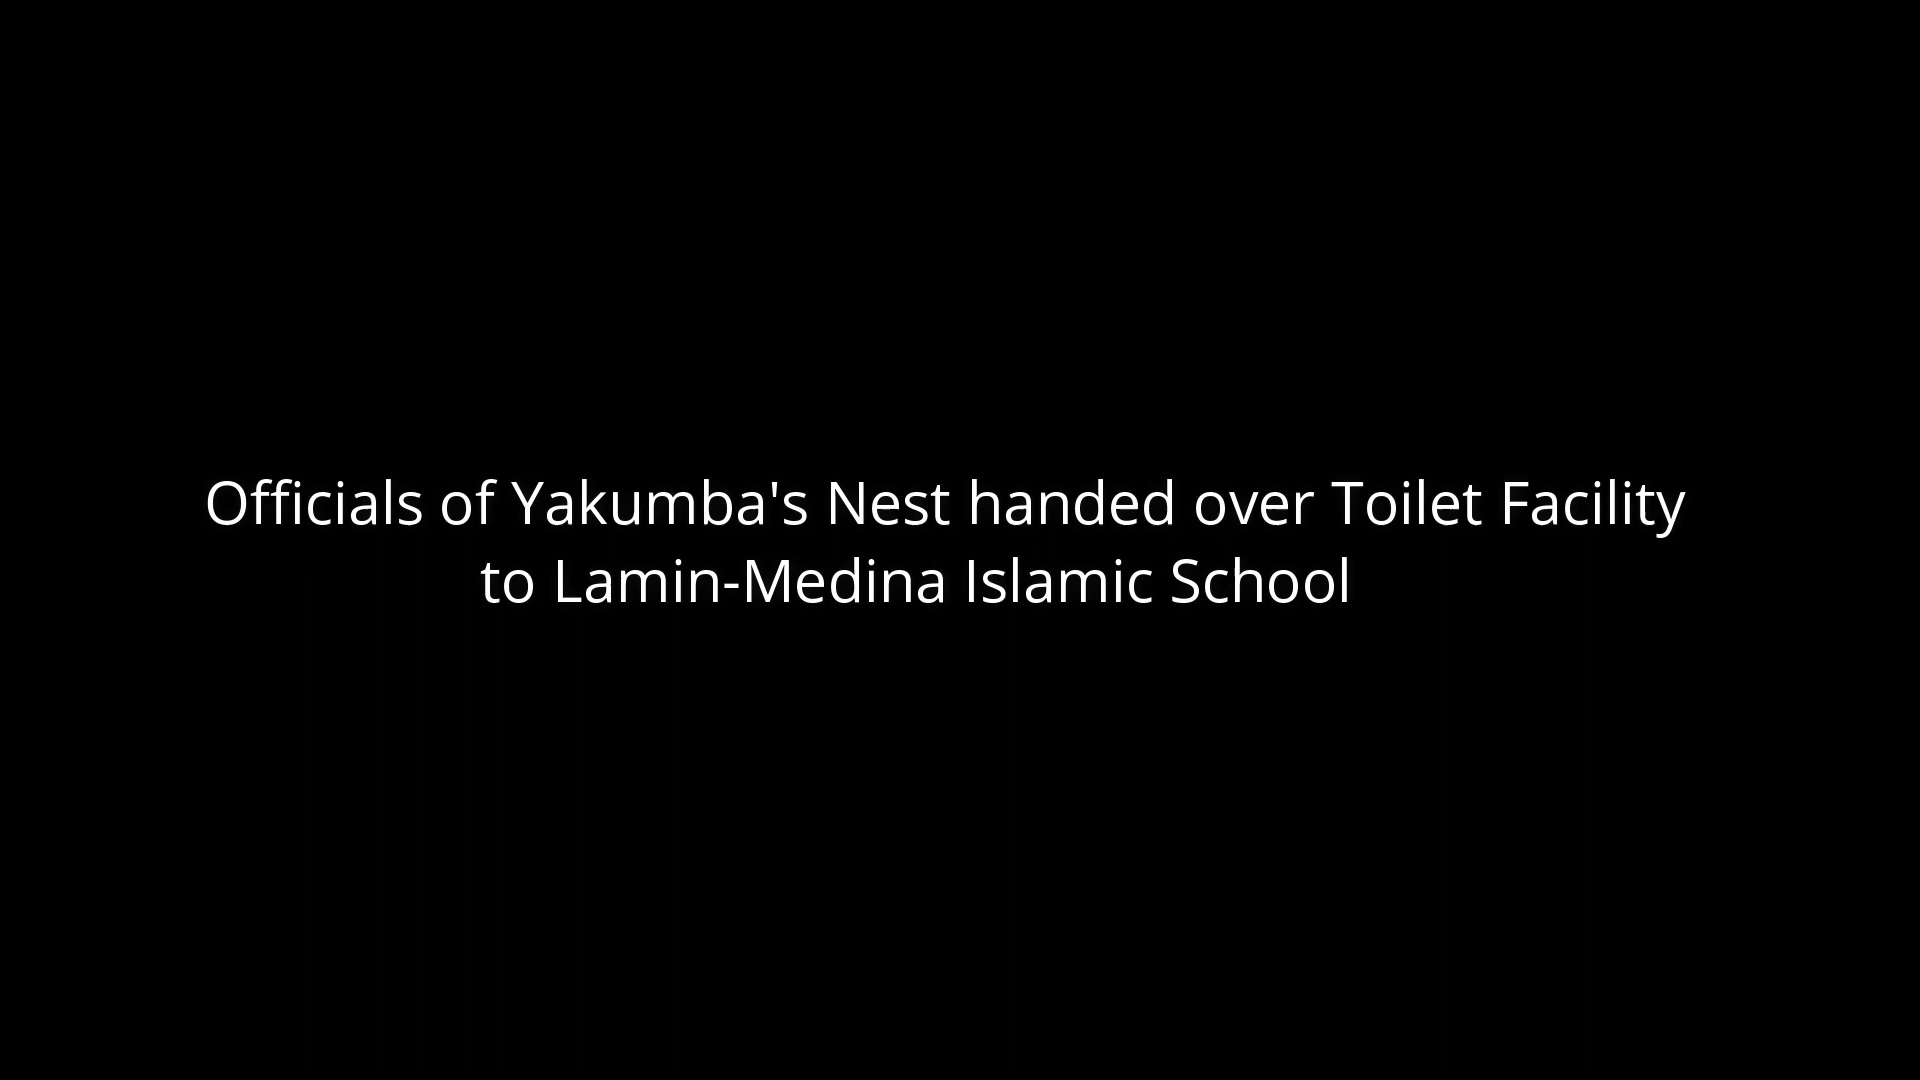 Officials of Yakumba's Nest handed over Toilet Facility
to Lamin-Medina Islamic School